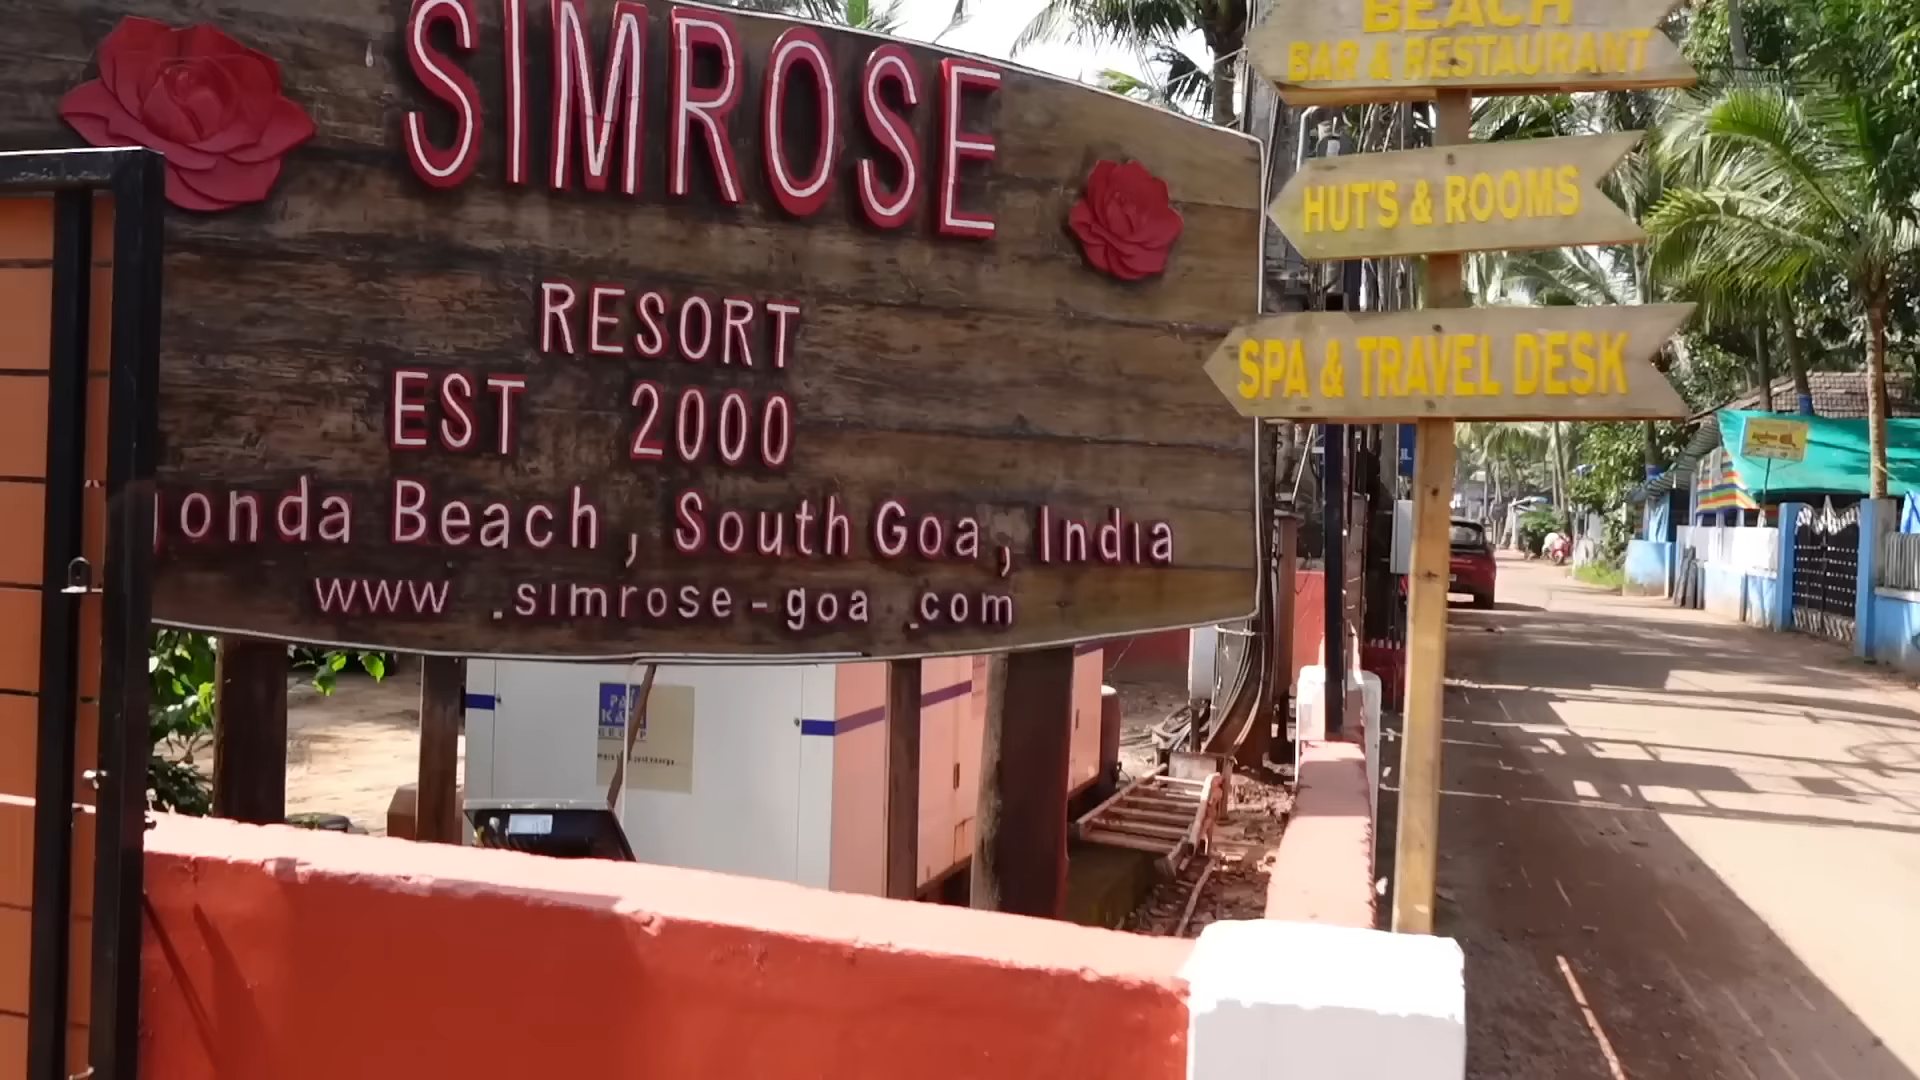 SIMROSE
RESORT
EST 2000
gonda Beach, South Goa, India
www.simrose-goa.com
BEACH
BAR & RESTAURANT
HUT'S & ROOMS
SPA & TRAVEL DESK